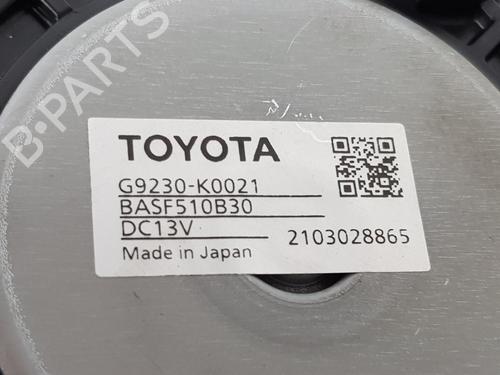 B-PARTS
TOYOTA
G9230-K0021
BASF510B30
DC13V
Made in Japan
2103028865